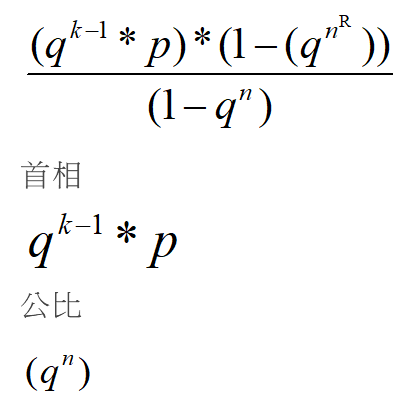 (q^{k-1} * p)*(1-(q^{n^R}))
(1-q^n)
首相
q^{k-1} * p
公比
(q^n)